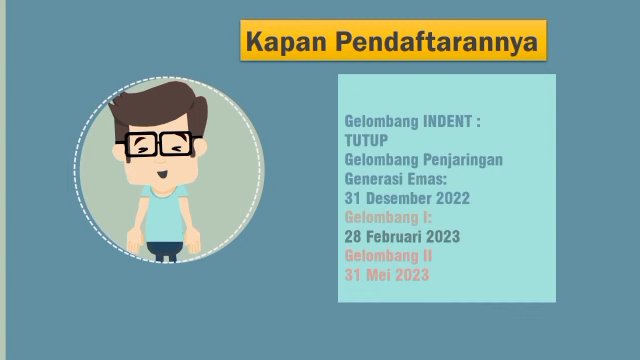 Kapan Pendaftarannya
Gelombang INDENT :
TUTUP
Gelombang Penjaringan
Generasi Emas:
31 Desember 2022
Gelombang I:
28 Februari 2023
Gelombang II
31 Mei 2023